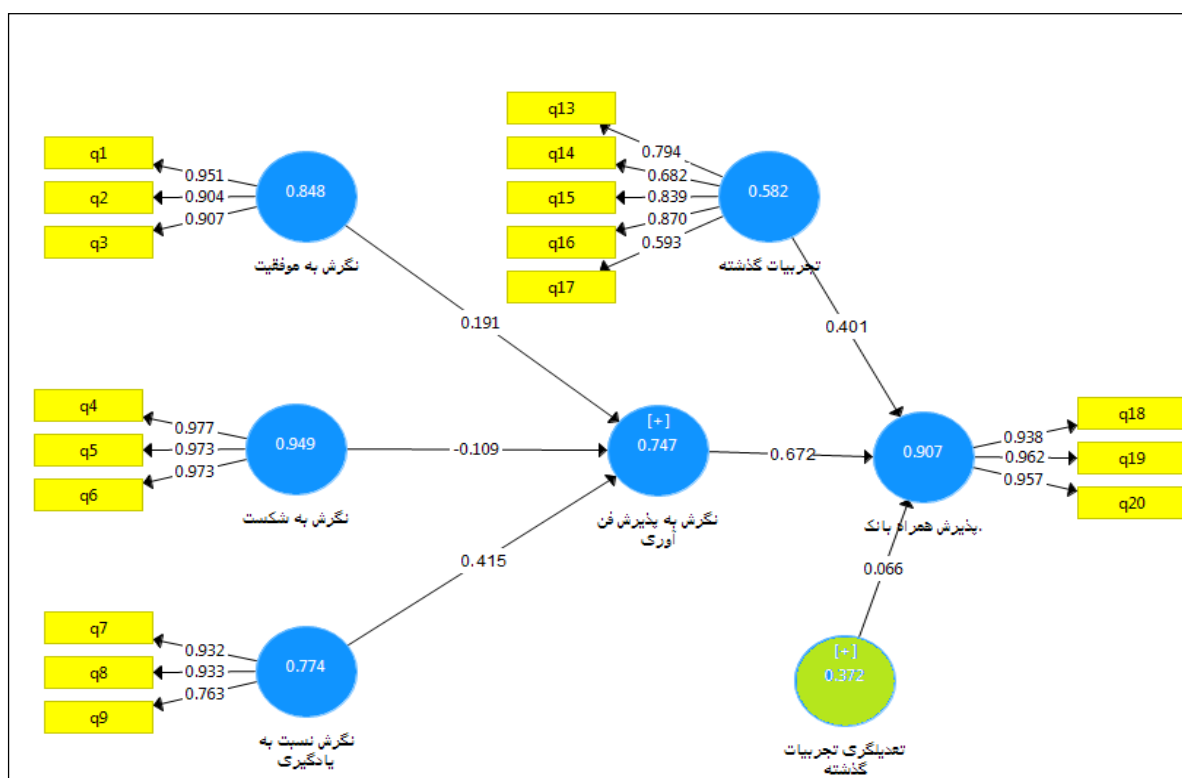 q13
q1
q14
0.794
0.951
0.682
q2
0.904
0.848
q15
0.839
0.582
0.907
0.870
q3
q16
0.593
نگرش به موفقیت
تجربیات گذشته
q17
0.191
0.401
q4
q18
0.977
[+]
0.938
q5
0.973
0.949
-0.109
0.747
0.672
0.907
0.962
q19
0.973
0.957
q6
q20
نگرش به شکست
نگرش به پذیرش فن
آوری
پذیرش همراه بانک.
0.415
0.066
q7
0.932
[+]
q8
0.933
0.774
0.372
0.763
q9
نگرش نسبت به
یادگیری
تعدیلگری تجربیات
گذشته